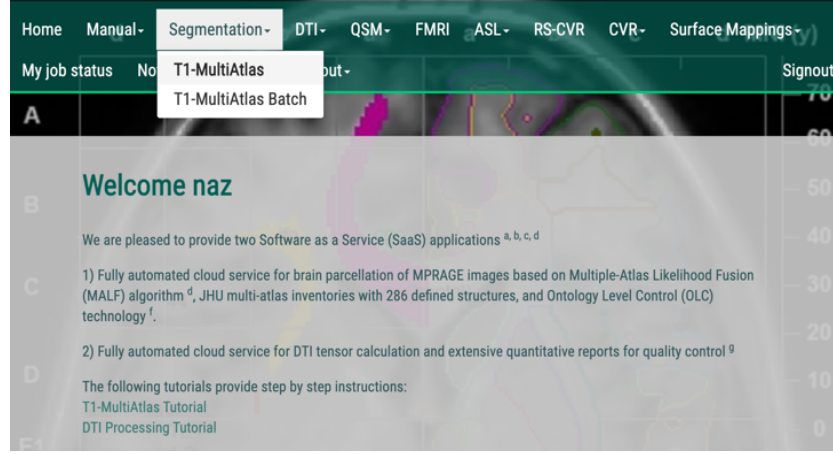 Home Manual Segmentation DTI QSM FMRI ASL RS-CVR CVR Surface Mappings
My job status No out Signout
T1-MultiAtlas
T1-MultiAtlas Batch
A
B
C
D
E1
70
60
50
40
30
20
10
0
Welcome naz
We are pleased to provide two Software as a Service (SaaS) applications a, b, c, d
1) Fully automated cloud service for brain parcellation of MPRAGE images based on Multiple-Atlas Likelihood Fusion
(MALF) algorithm d, JHU multi-atlas inventories with 286 defined structures, and Ontology Level Control (OLC)
technology f.
2) Fully automated cloud service for DTI tensor calculation and extensive quantitative reports for quality control g
The following tutorials provide step by step instructions:
T1-MultiAtlas Tutorial
DTI Processing Tutorial